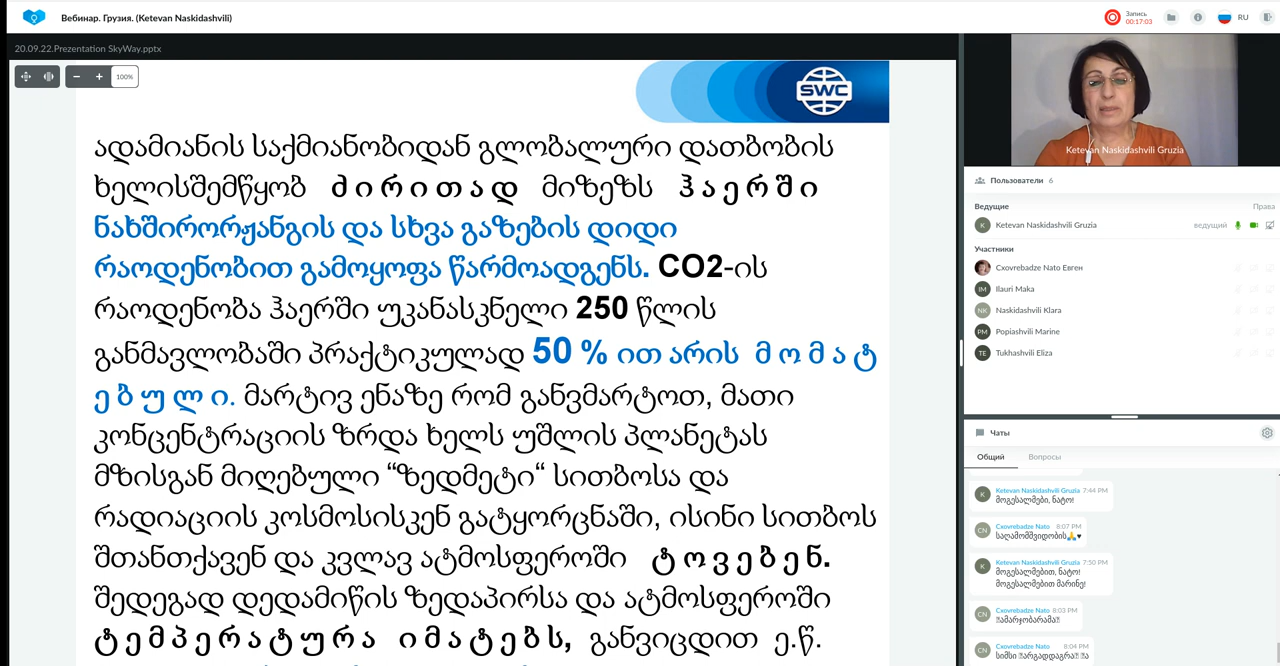 Вебинар. Грузия. (Ketevan Naskidashvili)
Запись
00:17:03
RU
20.09.22.Prezentation SkyWay.pptx
100%
SWC
ადამიანის საქმიანობიდან გლობალური დათბობის
ხელისშემწყობ ძ ი რ ი თ ა დ მიზეზს ჰ ა ე რ შ ი
ნახშირორჟანგის და სხვა გაზების დიდი
რაოდენობით გამოყოფა წარმოადგენს. CO2-ის
რაოდენობა ჰაერში უკანასკნელი 250 წლის
განმავლობაში პრაქტიკულად 50 % ით არის მ ო მ ა ტ
ე ბ უ ლ ი. მარტივ ენაზე რომ განვმარტოთ, მათი
კონცენტრაციის ზრდა ხელს უშლის პლანეტას
მზისგან მიღებული “ზედმეტი“ სითბოსა და
რადიაციის კოსმოსისკენ გატყორცნაში, ისინი სითბოს
შთანთქავენ და კვლავ ატმოსფეროში ტ ო ვ ე ბ ე ნ.
შედეგად დედამიწის ზედაპირსა და ატმოსფეროში
ტ ე მ პ ე რ ა ტ უ რ ა ი მ ა ტ ე ბ ს, განვიცდით ე.წ.
Ketevan Naskidashvili Gruzia
Пользователи 6
Ведущие Права
K Ketevan Naskidashvili Gruzia ведущий
Участники
Cxovrebadze Nato Евген
IM Ilauri Maka
NK Naskidashvili Klara
PM Popiashvili Marine
TE Tukhashvili Eliza
Чаты
Общий Вопросы
K Ketevan Naskidashvili Gruzia 7:44 PM
მოგესალმები, ნატო!
CN Cxovrebadze Nato 8:07 PM
საღამომშვიდობის🙏♥
K Ketevan Naskidashvili Gruzia 7:50 PM
მოგესალმებით, ნატო!
მოგესალმებით მარინე!
CN Cxovrebadze Nato 8:03 PM
CN Cxovrebadze Nato 8:04 PM